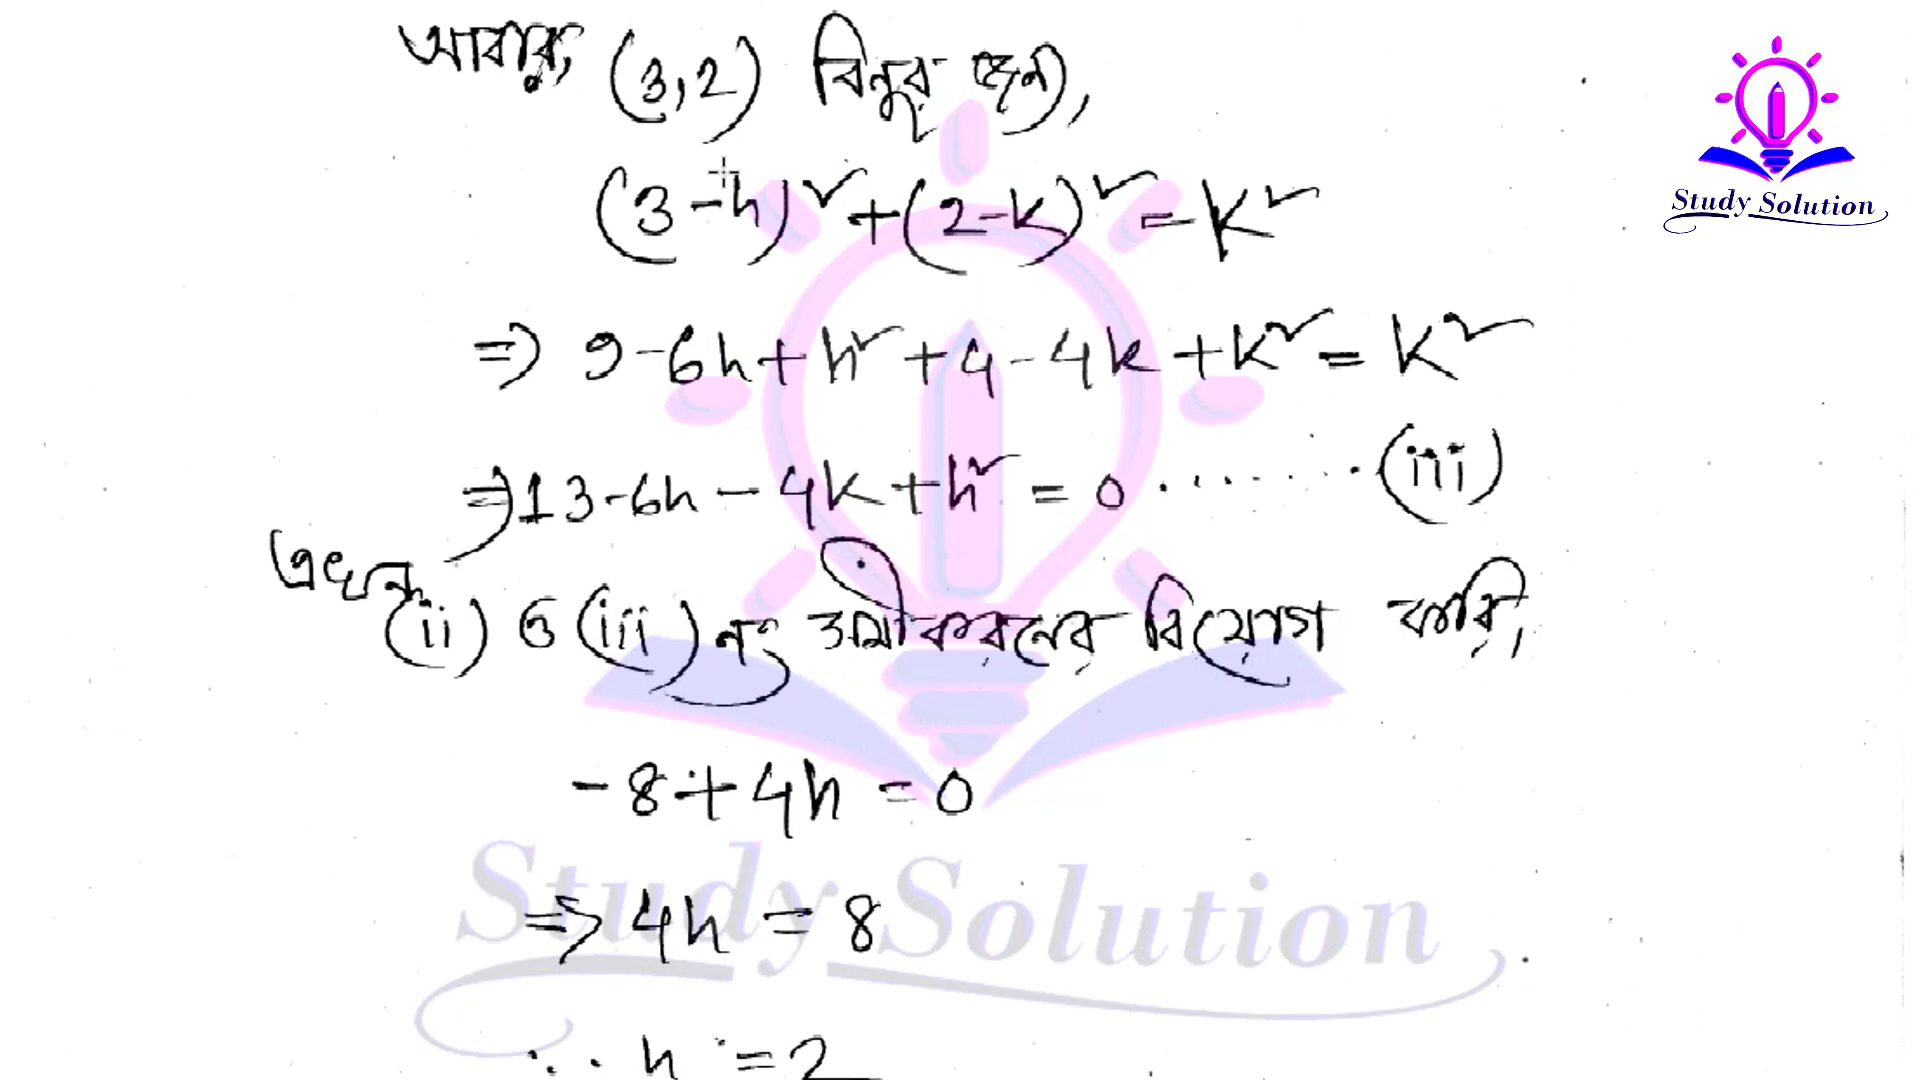 আবার, (3,2) বিন্দুর জন্য,
(3-h)² + (2-k)² = k²
⇒ 9-6h+h²+4-4k+k² = k²
⇒ 13-6h-4k+h² = 0 ........ (iii)
এখন
(ii) ও (iii) নং সমীকরনের বিয়োগ করি,
-8+4h = 0
⇒ 4h = 8
∴ h = 2
Study Solution
Study Solution